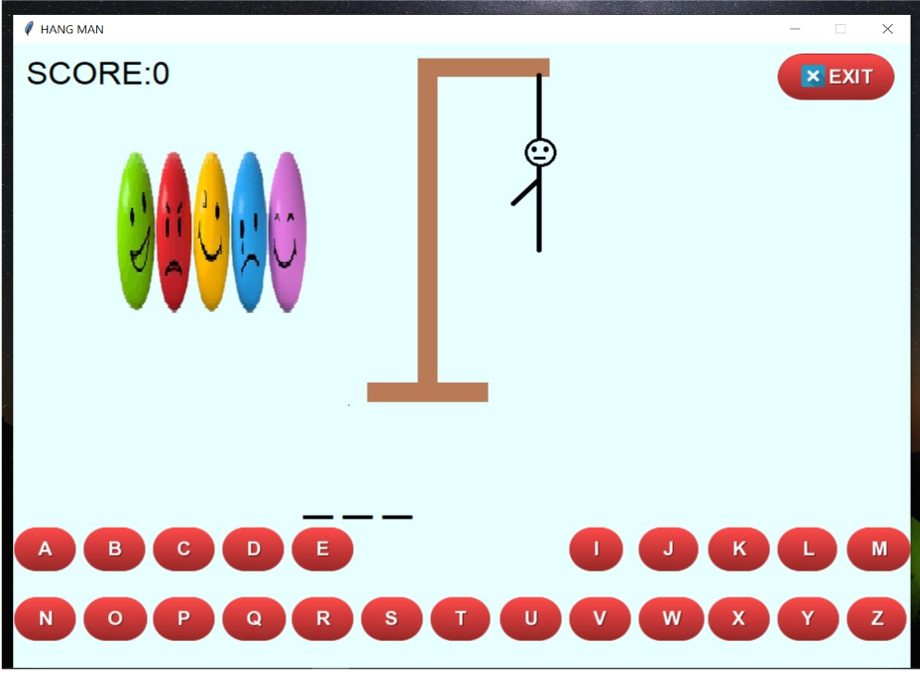 HANG MAN
SCORE:0
EXIT
A B C D E I J K L M
N O P Q R S T U V W X Y Z